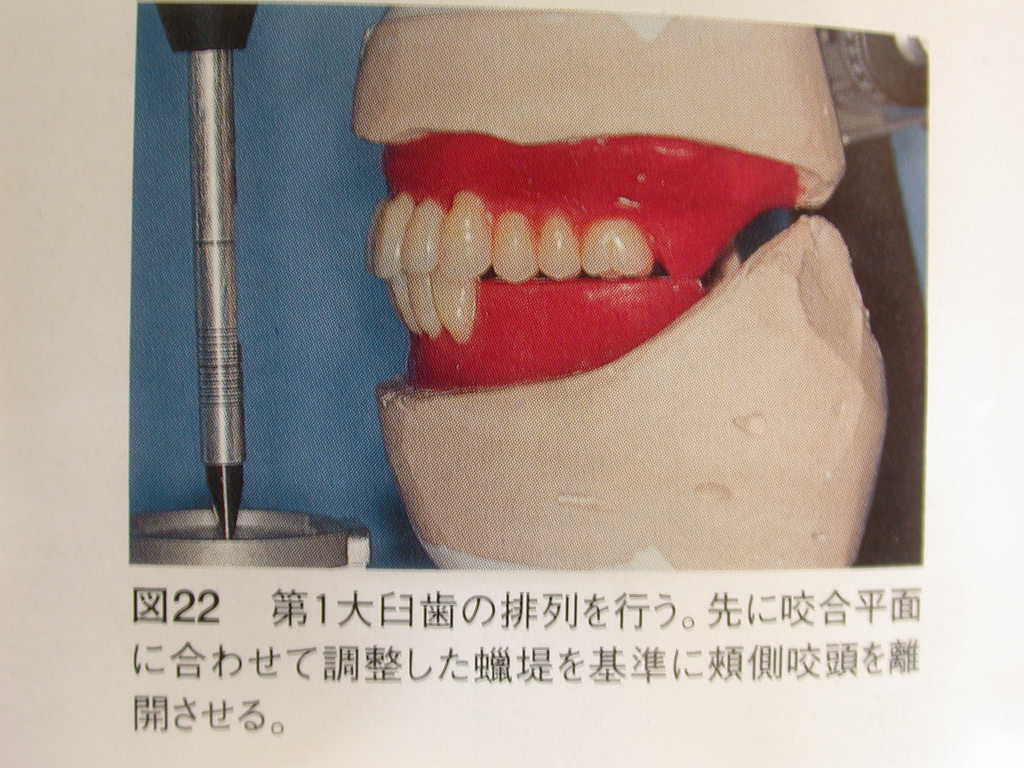 図22　第1大臼歯の排列を行う。先に咬合平面
に合わせて調整した蠟堤を基準に頰側咬頭を離
開させる。